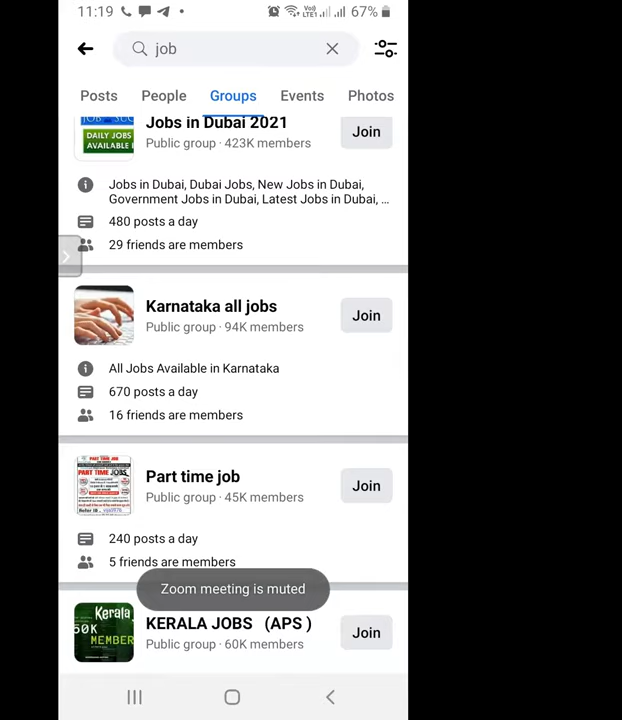 11:19
VoI) LTE1
67%
job
Posts People Groups Events Photos
JOB
DAILY JOBS
AVAILABLE
Jobs in Dubai 2021
Public group · 423K members
Join
Jobs in Dubai, Dubai Jobs, New Jobs in Dubai,
Government Jobs in Dubai, Latest Jobs in Dubai, ...
480 posts a day
29 friends are members
Karnataka all jobs
Public group · 94K members
Join
All Jobs Available in Karnataka
670 posts a day
16 friends are members
PART TIME JOBS
Part time job
Public group · 45K members
Join
240 posts a day
5 friends are members
Zoom meeting is muted
Kerala
50K
MEMBER
KERALA JOBS (APS )
Public group · 60K members
Join